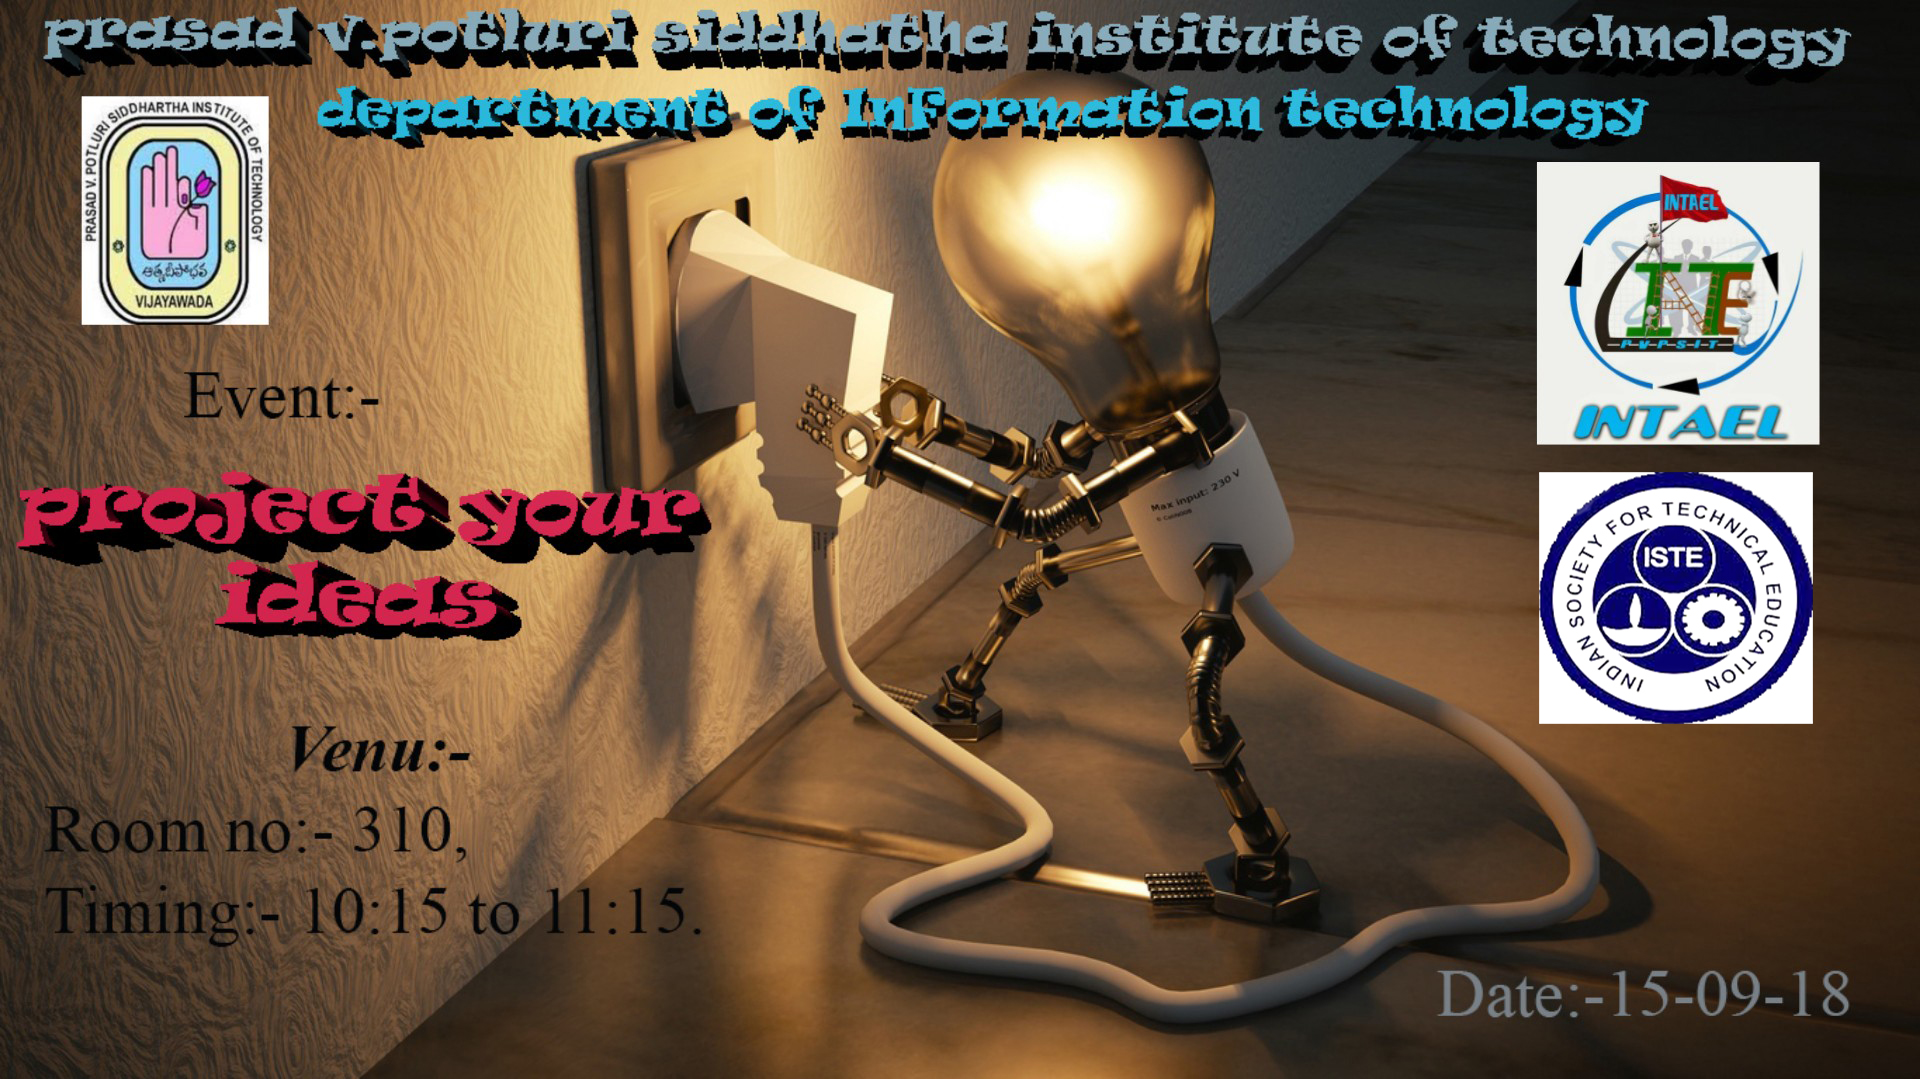 prasad v.potluri siddhatha institute of technology
department of InFormation technology
PRASAD V. POTLURI SIDDHARTHA INSTITUTE OF TECHNOLOGY
VIJAYAWADA
INTAEL
INTE
P-V-P-S-I-T
INTAEL
Event:-
project your
ideas
Max input: 230 V
INDIAN SOCIETY FOR TECHNICAL EDUCATION
ISTE
Venu:-
Room no:- 310,
Timing:- 10:15 to 11:15.
Date:-15-09-18